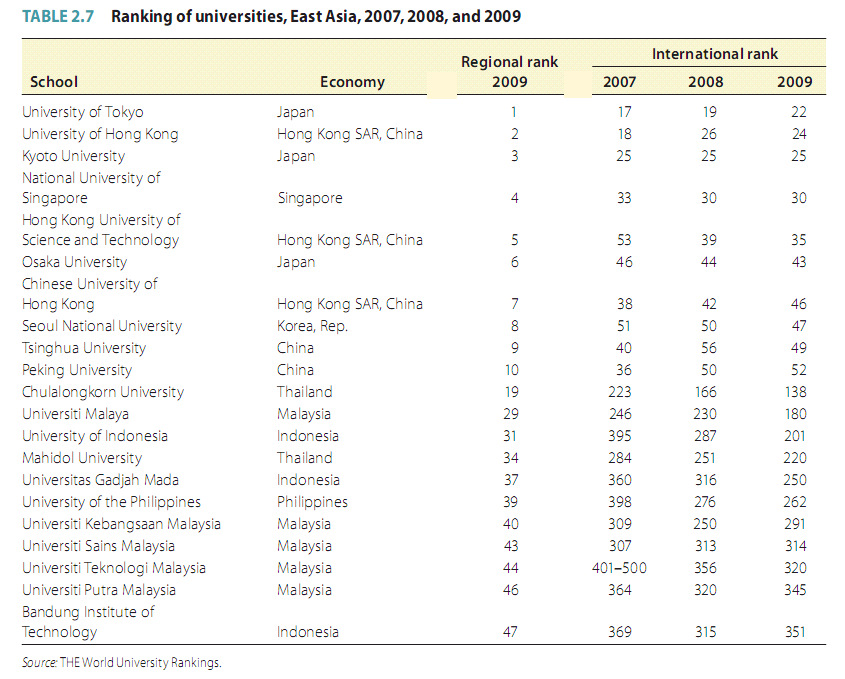 TABLE 2.7 Ranking of universities, East Asia, 2007, 2008, and 2009
International rank
Regional rank
School Economy 2009 2007 2008 2009
University of Tokyo Japan 1 17 19 22
University of Hong Kong Hong Kong SAR, China 2 18 26 24
Kyoto University Japan 3 25 25 25
National University of
Singapore Singapore 4 33 30 30
Hong Kong University of
Science and Technology Hong Kong SAR, China 5 53 39 35
Osaka University Japan 6 46 44 43
Chinese University of
Hong Kong Hong Kong SAR, China 7 38 42 46
Seoul National University Korea, Rep. 8 51 50 47
Tsinghua University China 9 40 56 49
Peking University China 10 36 50 52
Chulalongkorn University Thailand 19 223 166 138
Universiti Malaya Malaysia 29 246 230 180
University of Indonesia Indonesia 31 395 287 201
Mahidol University Thailand 34 284 251 220
Universitas Gadjah Mada Indonesia 37 360 316 250
University of the Philippines Philippines 39 398 276 262
Universiti Kebangsaan Malaysia Malaysia 40 309 250 291
Universiti Sains Malaysia Malaysia 43 307 313 314
Universiti Teknologi Malaysia Malaysia 44 401–500 356 320
Universiti Putra Malaysia Malaysia 46 364 320 345
Bandung Institute of
Technology Indonesia 47 369 315 351
Source: THE World University Rankings.